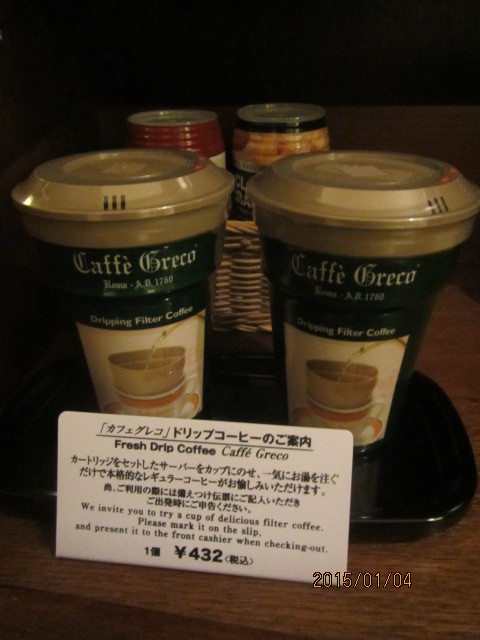 Caffè Greco
Roma - A.D. 1760
Dripping Filter Coffee
Caffè Greco
Roma - A.D. 1760
Dripping Filter Coffee
「カフェグレコ」ドリップコーヒーのご案内
Fresh Drip Coffee Caffé Greco
カートリッジをセットしたサーバーをカップにのせ、一気にお湯を注ぐ
だけで本格的なレギュラーコーヒーがお愉しみいただけます。
尚、ご利用の際には備えつけ伝票にご記入いただき
ご出発時にご申告ください。
We invite you to try a cup of delicious filter coffee.
Please mark it on the slip,
and present it to the front cashier when checking-out.
1個 ¥432〈税込〉
2015/01/04